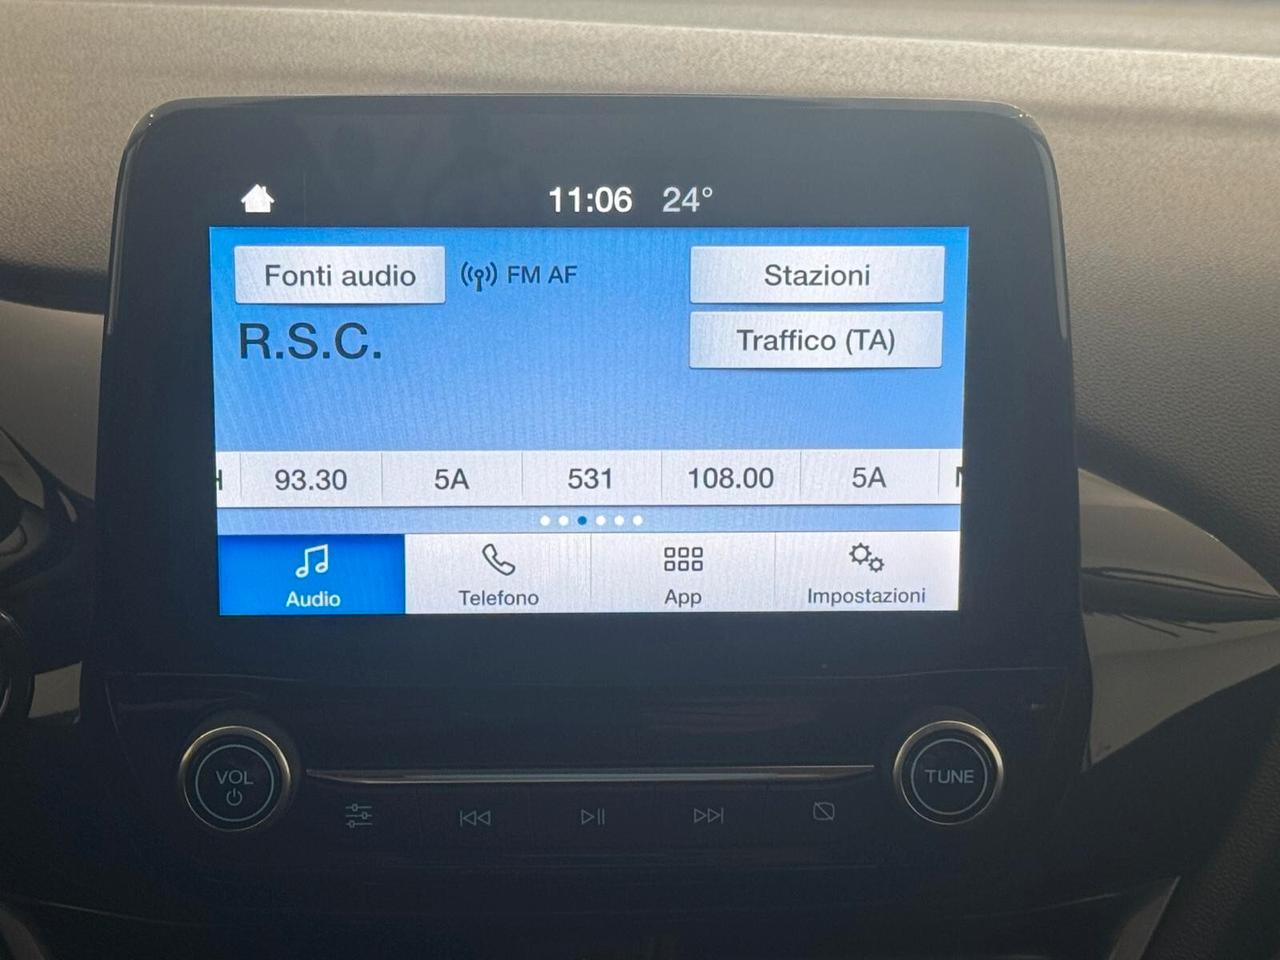 11:06 24°
Fonti audio FM AF Stazioni
R.S.C. Traffico (TA)
93.30 5A 531 108.00 5A
Audio Telefono App Impostazioni
VOL TUNE